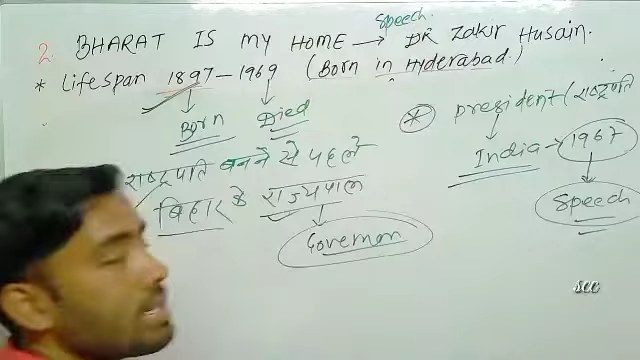 speech.
2. BHARAT IS MY HOME → DR Zakir Husain.
* Lifespan 1897 – 1969 (Born in Hyderabad.)
Born Died
* president (राष्ट्रपति
India → 1967
speech
राष्ट्रपति बनने से पहले
बिहार के राज्यपाल
Govemon
SCC